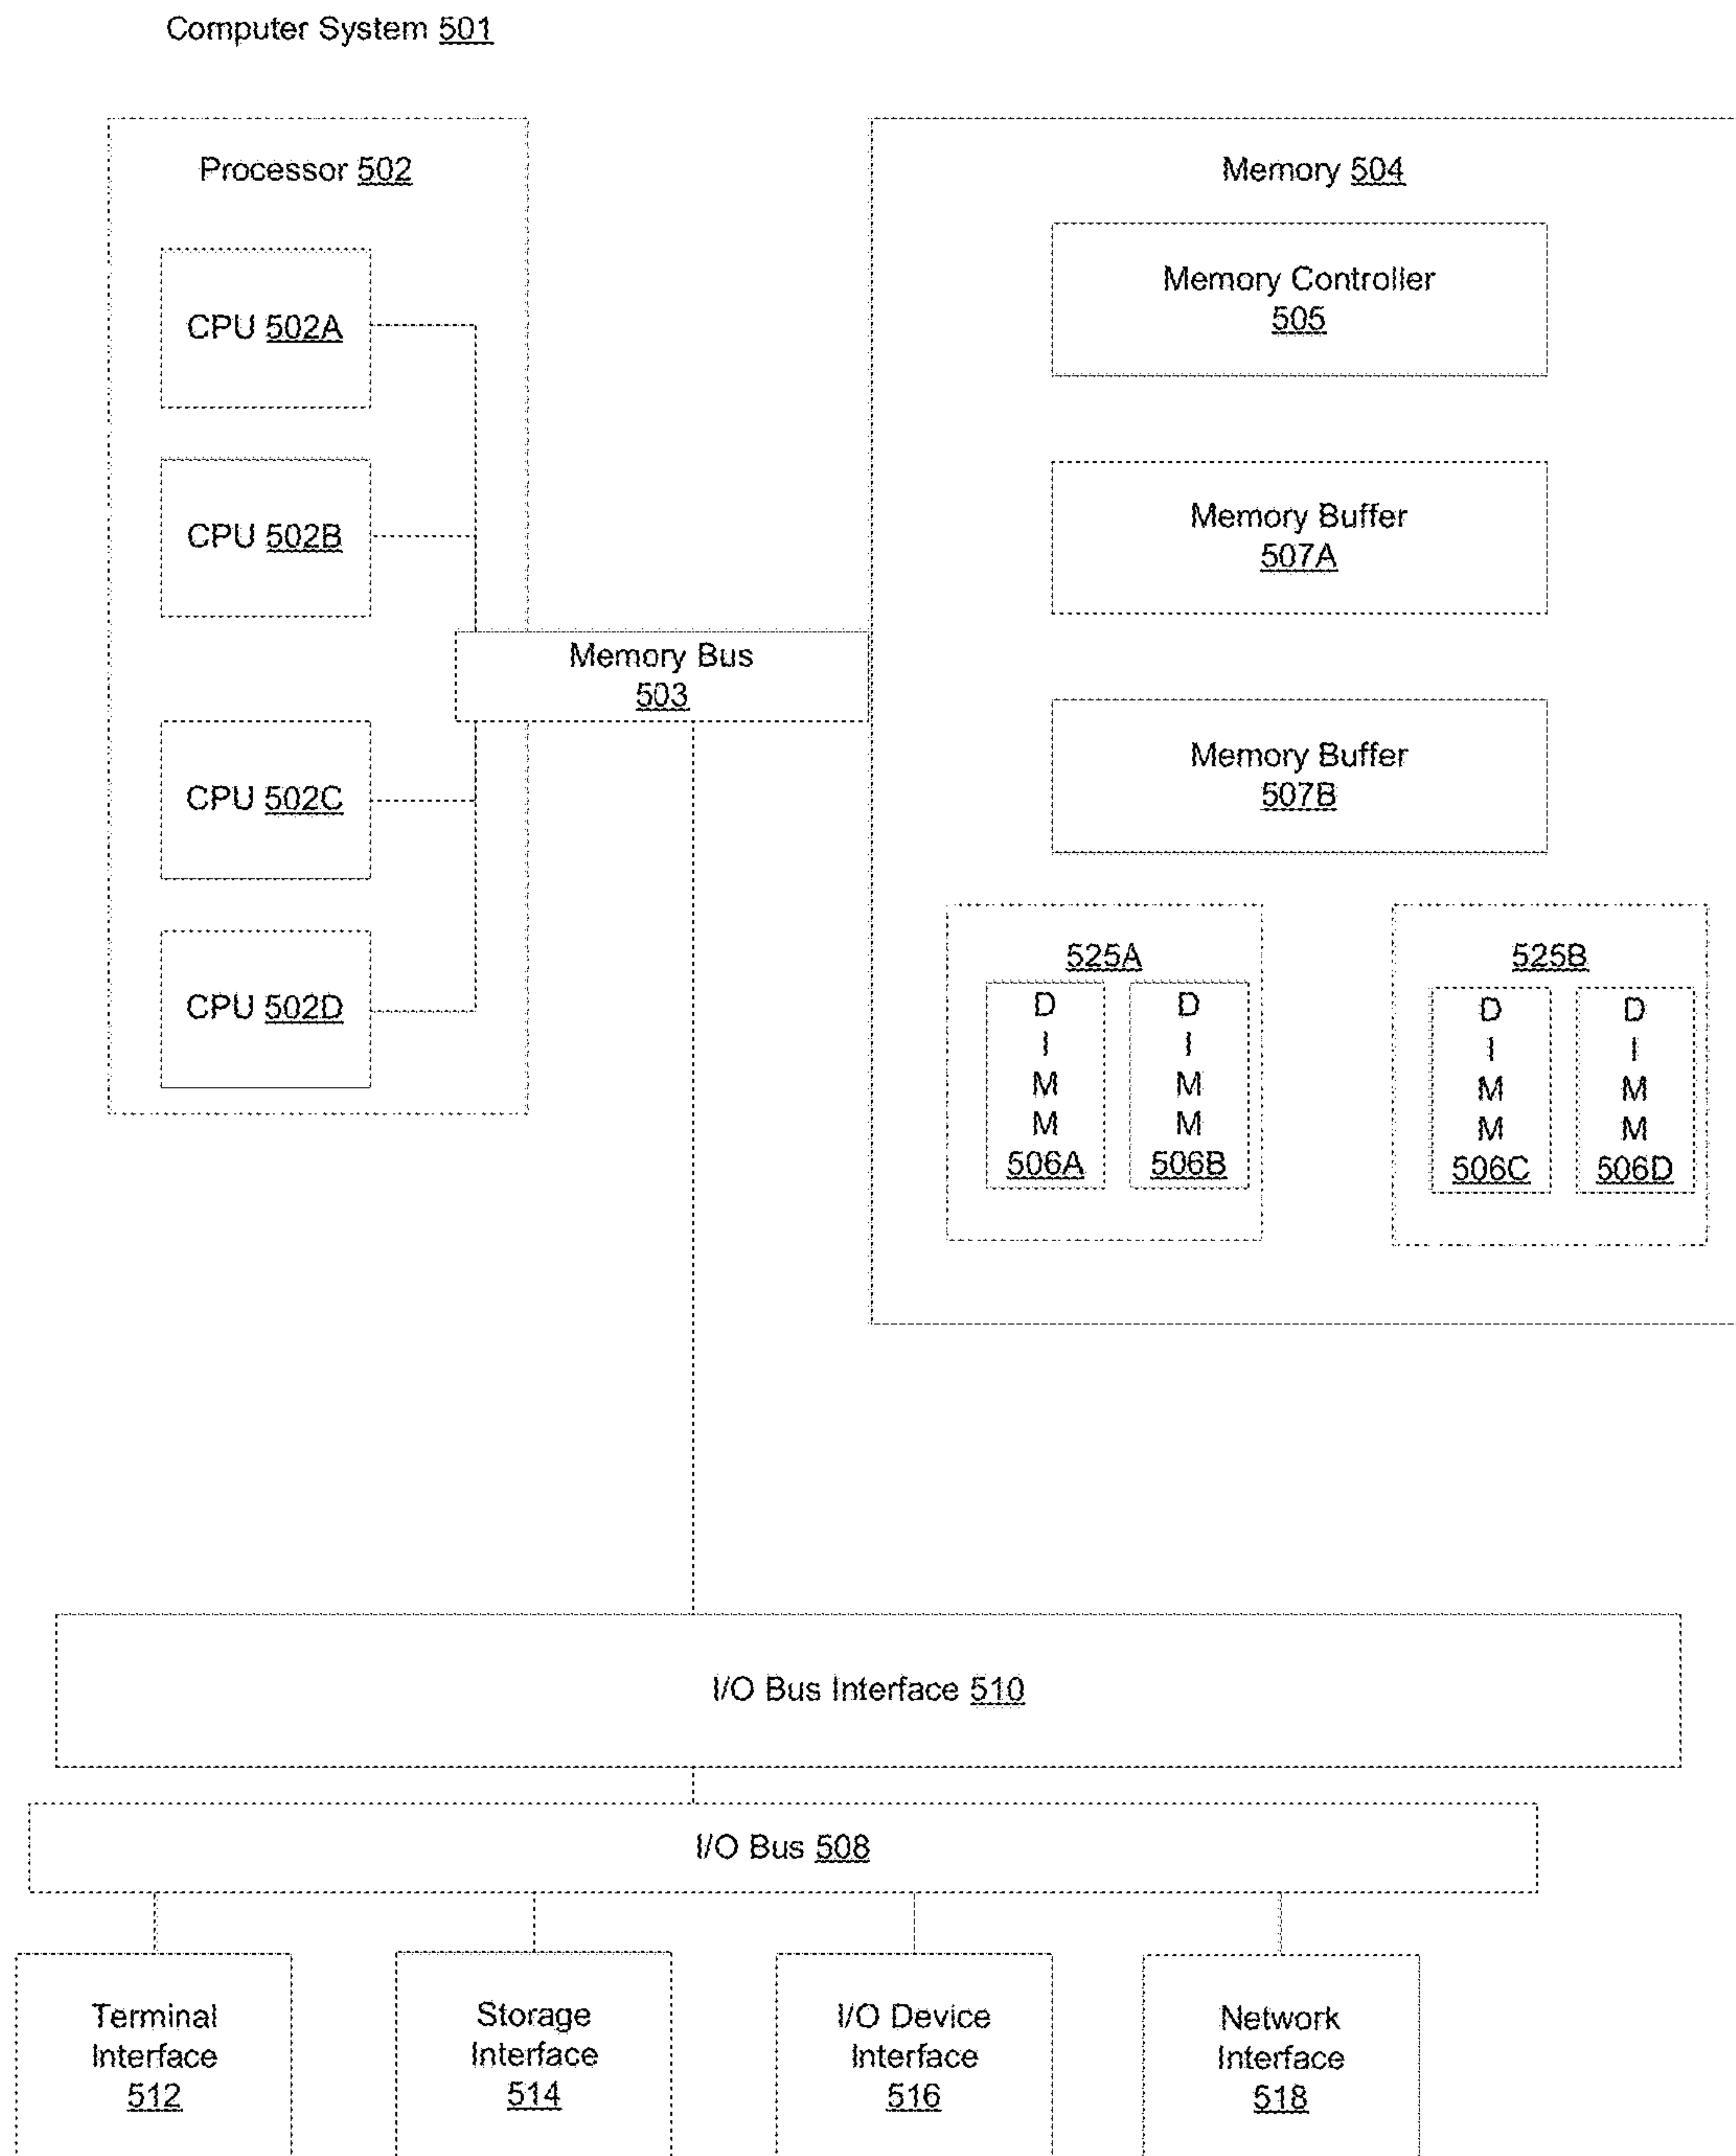 Computer System 501
Processor 502
CPU 502A
CPU 502B
CPU 502C
CPU 502D
Memory Bus
503
Memory 504
Memory Controller
505
Memory Buffer
507A
Memory Buffer
507B
525A
D
I
M
M
506A
D
I
M
M
506B
525B
D
I
M
M
506C
D
I
M
M
506D
I/O Bus Interface 510
I/O Bus 508
Terminal
Interface
512
Storage
Interface
514
I/O Device
Interface
516
Network
Interface
518